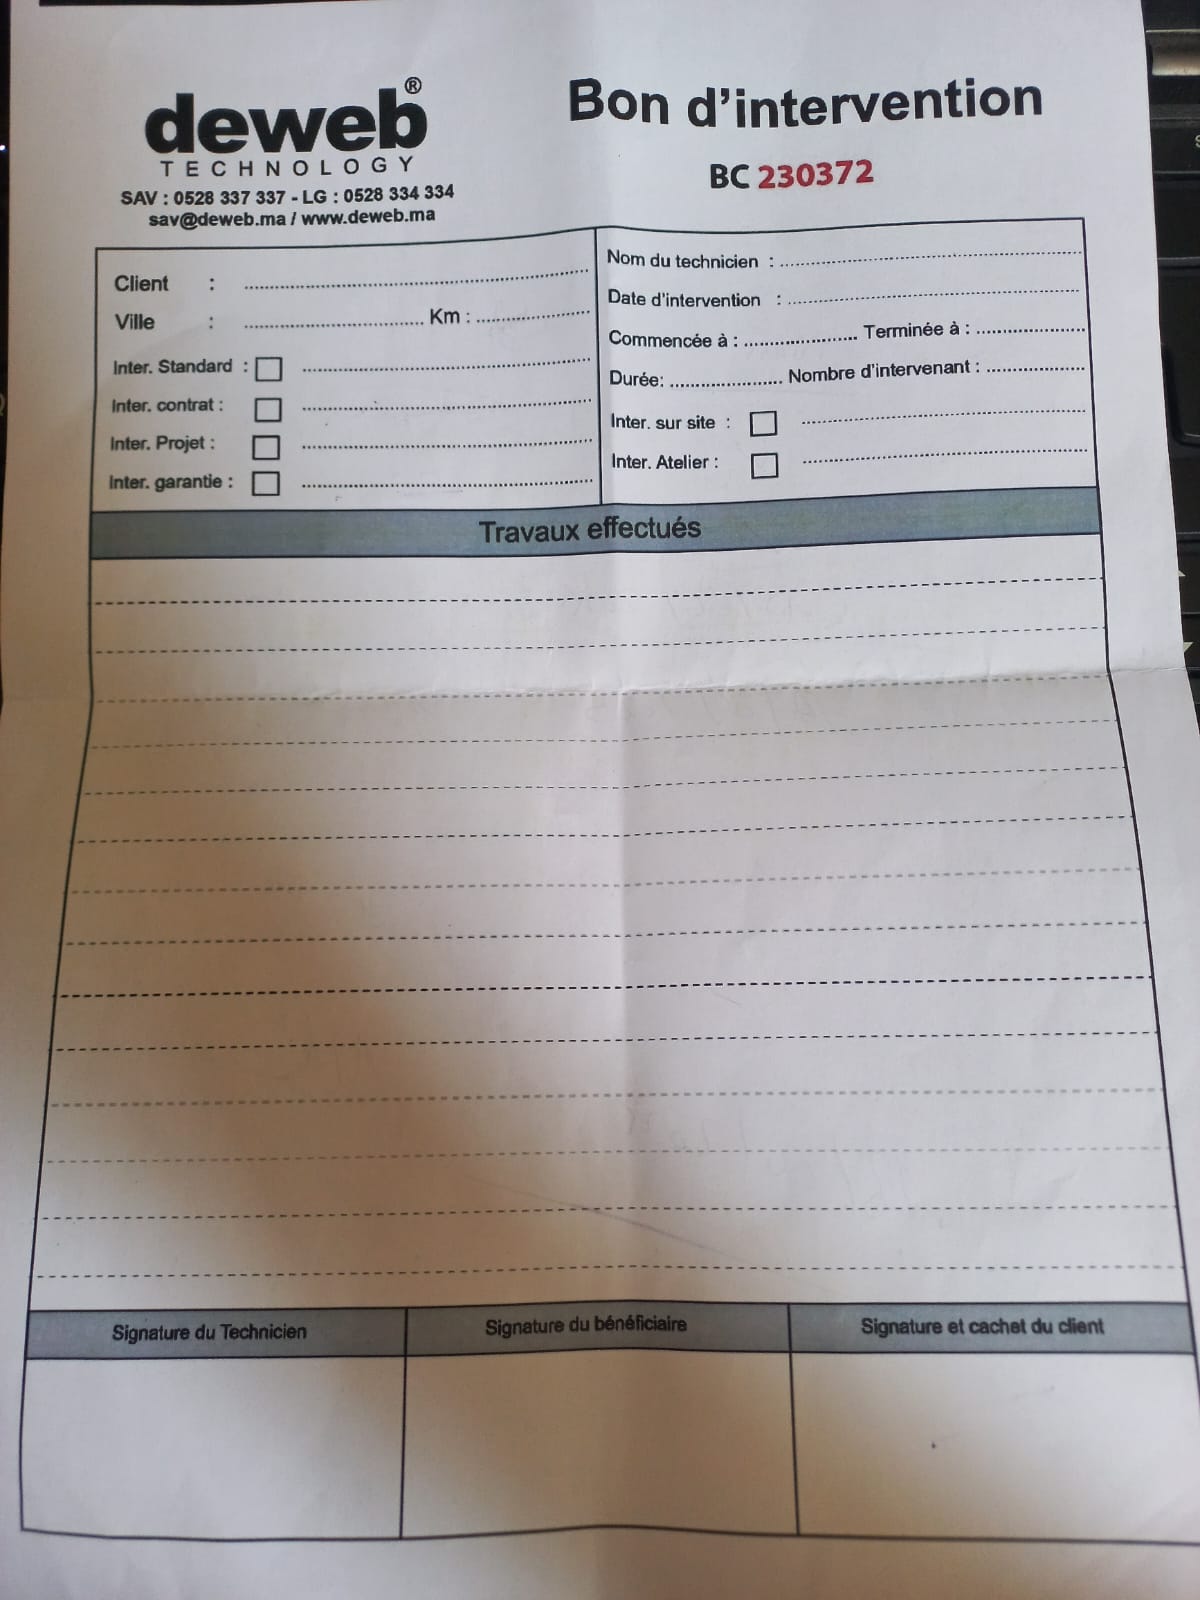 deweb®
TECHNOLOGY
SAV : 0528 337 337 - LG : 0528 334 334
sav@deweb.ma / www.deweb.ma
Bon d'intervention
BC 230372
Client :
Ville : Km :
Inter. Standard :
Inter. contrat :
Inter. Projet :
Inter. garantie :
Nom du technicien :
Date d'intervention :
Commencée à : Terminée à :
Durée: Nombre d'intervenant :
Inter. sur site :
Inter. Atelier :
Travaux effectués
Signature du Technicien
Signature du bénéficiaire
Signature et cachet du client